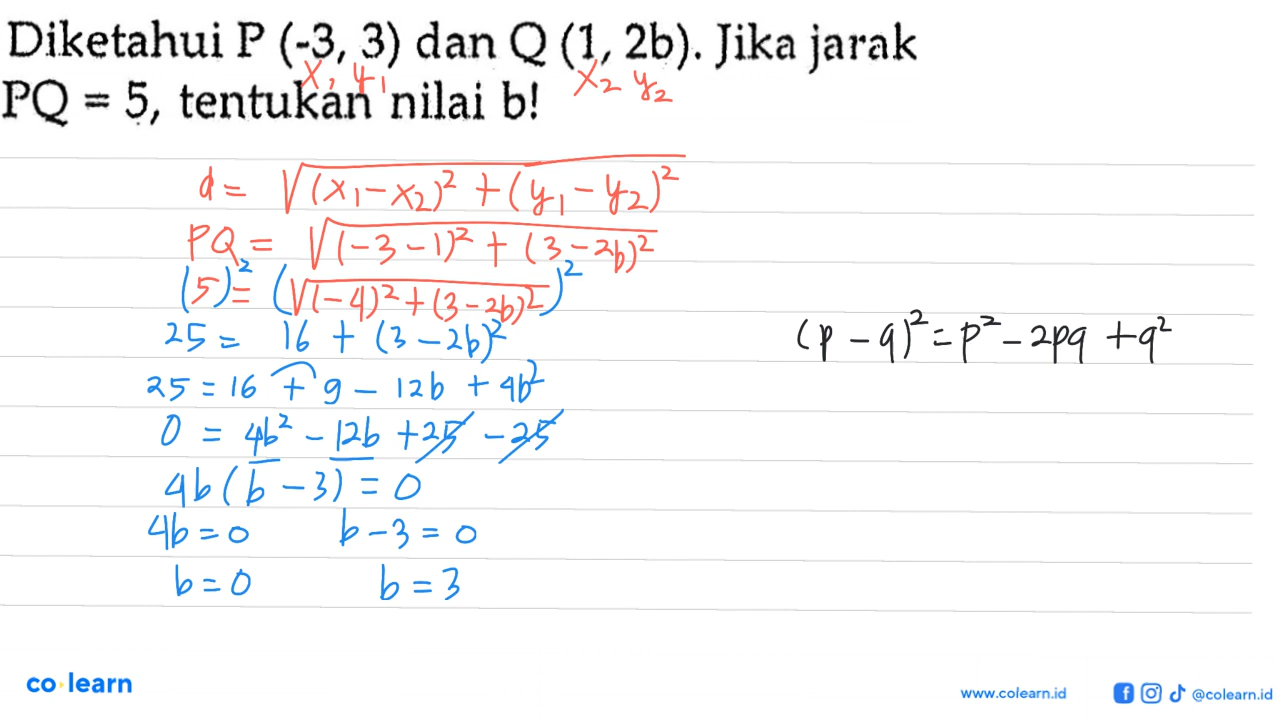 Diketahui P (-3, 3) dan Q (1, 2b). Jika jarak
x₁ y₁ x₂ y₂
PQ = 5, tentukan nilai b!
d = √((x₁ - x₂)² + (y₁ - y₂)²)
PQ = √((-3 - 1)² + (3 - 2b)²)
(5)² = (√((-4)² + (3 - 2b)²))²
25 = 16 + (3 - 2b)²
(p - q)² = p² - 2pq + q²
25 = 16 + 9 - 12b + 4b²
0 = 4b² - 12b + 25 - 25
4b(b - 3) = 0
4b = 0 b - 3 = 0
b = 0 b = 3
co learn
www.colearn.id @colearn.id